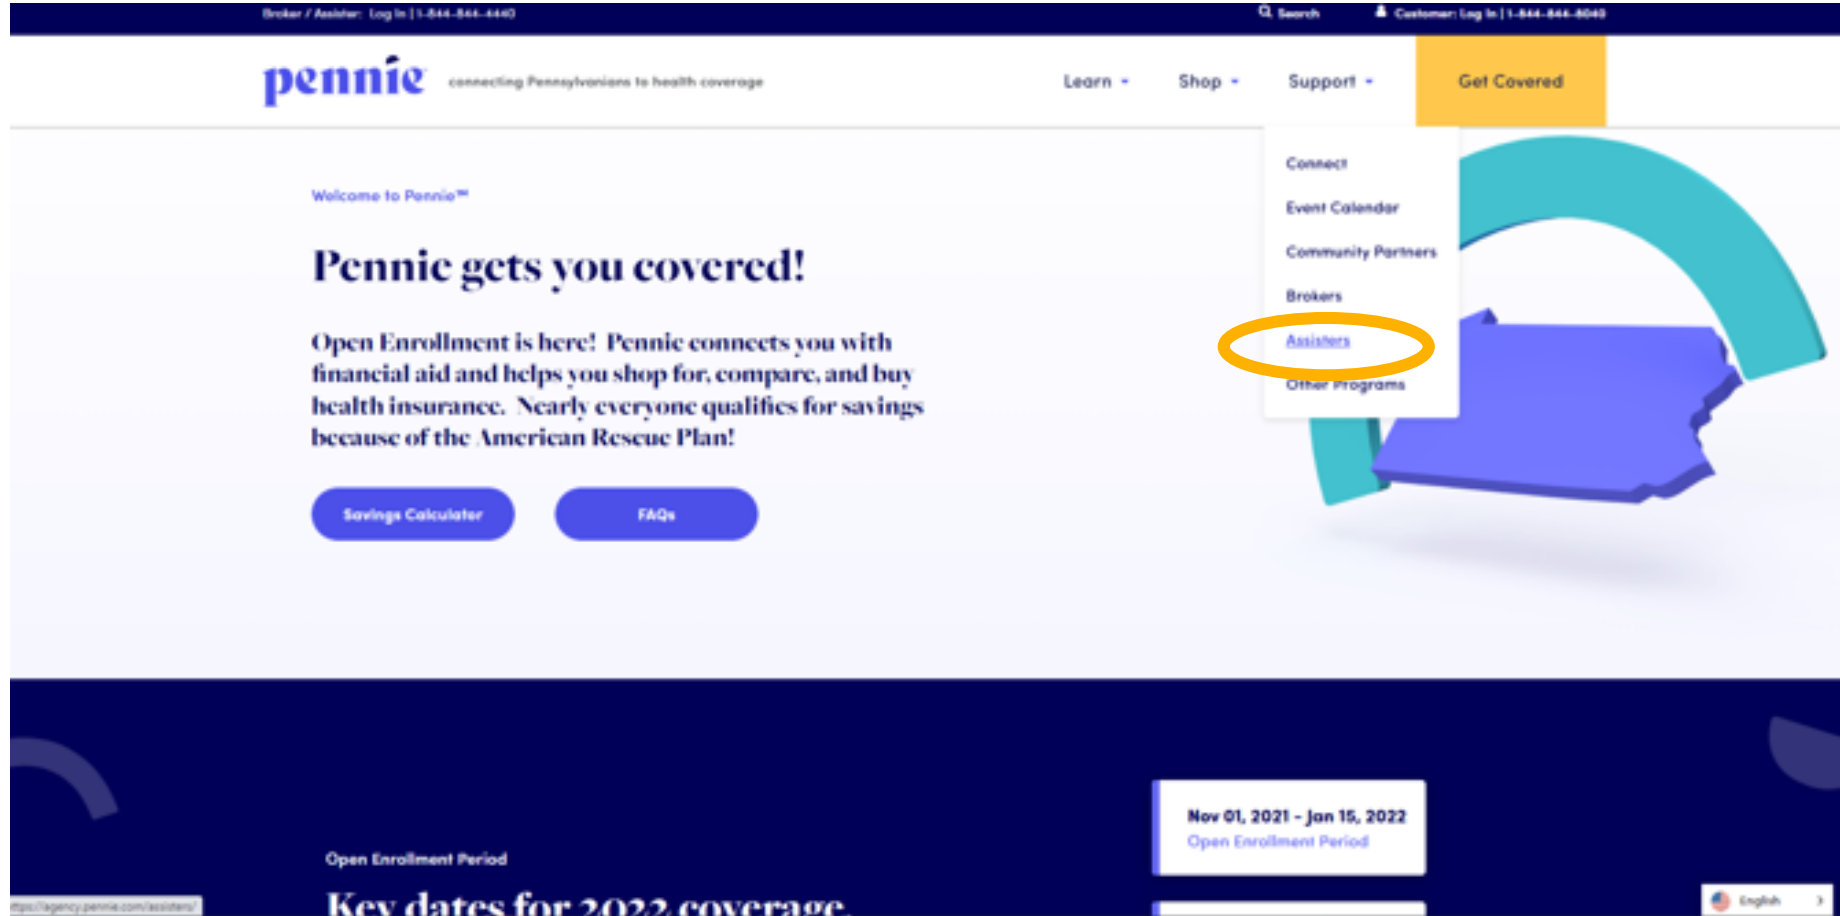 Broker / Assister: Log In | 1-844-844-4440
Search
Customer: Log In | 1-844-844-8040
pennie
connecting Pennsylvanians to health coverage
Learn
Shop
Support
Get Covered
Connect
Event Calendar
Community Partners
Brokers
Assisters
Other Programs
Welcome to Pennie™
Pennie gets you covered!
Open Enrollment is here! Pennie connects you with
financial aid and helps you shop for, compare, and buy
health insurance. Nearly everyone qualifies for savings
because of the American Rescue Plan!
Savings Calculator
FAQs
Nov 01, 2021 - Jan 15, 2022
Open Enrollment Period
Open Enrollment Period
Key dates for 2022 coverage.
ttps://agency.pennie.com/assisters/
English